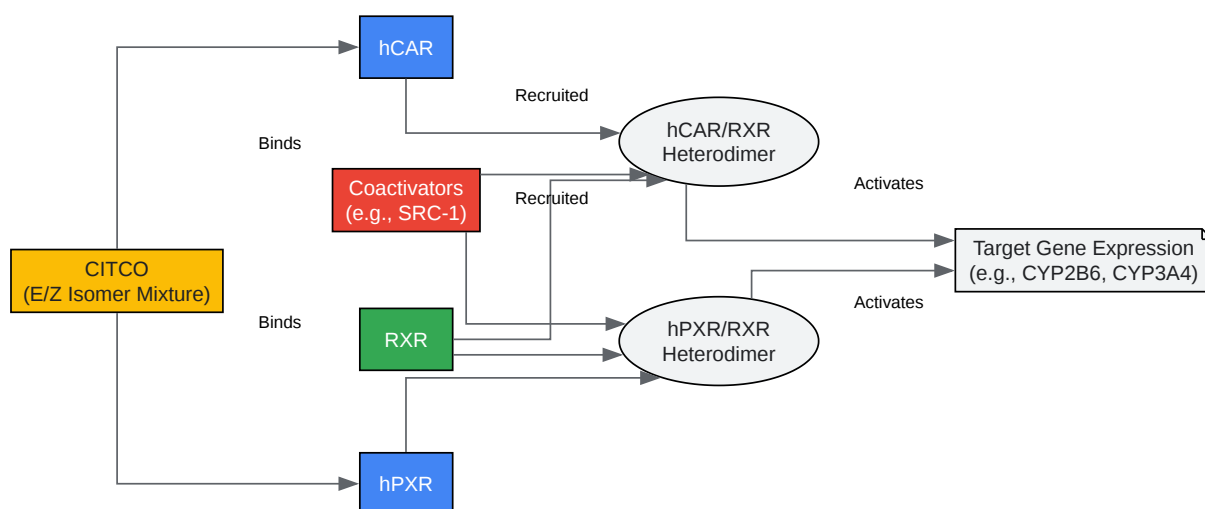 hCAR
Recruited
hCAR/RXR
Heterodimer
Binds
Coactivators
(e.g., SRC-1)
Recruited
Activates
CITCO
(E/Z Isomer Mixture)
Target Gene Expression
(e.g., CYP2B6, CYP3A4)
Binds
RXR
hPXR/RXR
Heterodimer
Activates
hPXR